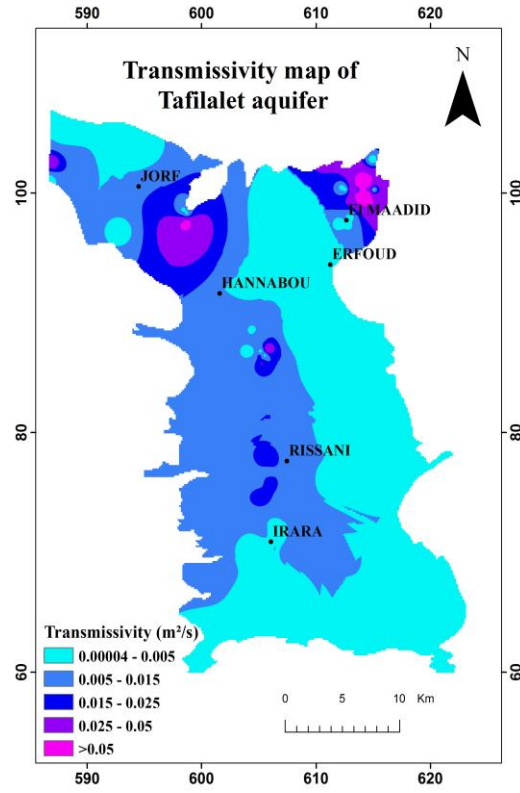 590 600 610 620
Transmissivity map of
Tafilalet aquifer
N
JORF
100
100
El MAADID
ERFOUD
HANNABOU
80
80
RISSANI
IRARA
Transmissivity (m²/s)
0.00004 - 0.005
0.005 - 0.015
0.015 - 0.025
0.025 - 0.05
>0.05
0 5 10 Km
60
60
590 600 610 620